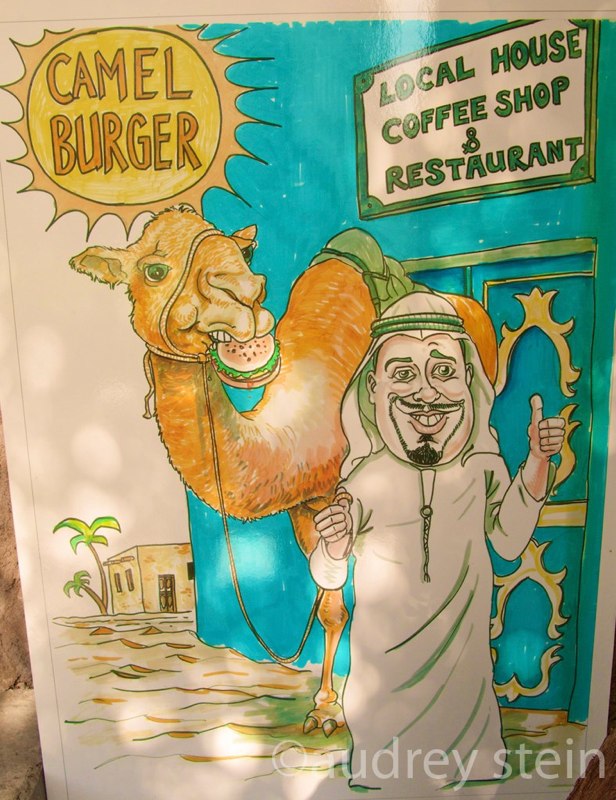 CAMEL
BURGER
LOCAL HOUSE
COFFEE SHOP
&
RESTAURANT
©audrey stein